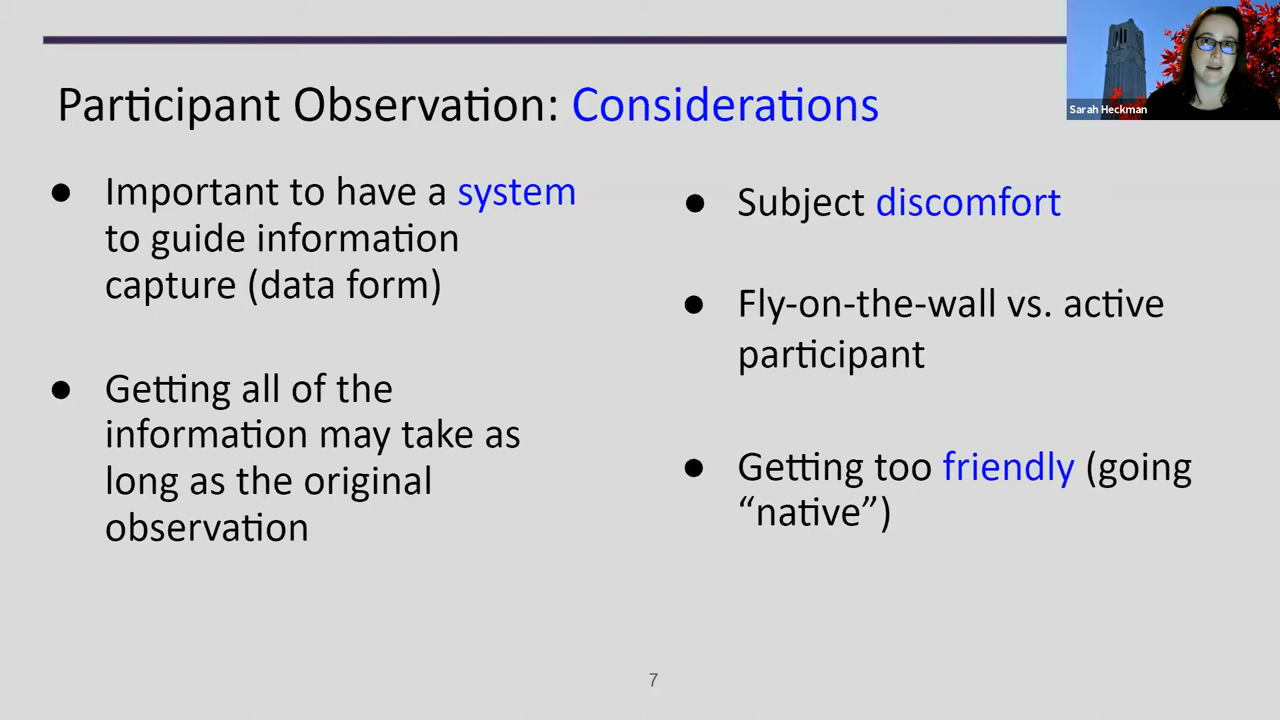 Participant Observation: Considerations
Sarah Heckman
● Important to have a system
to guide information
capture (data form)
● Getting all of the
information may take as
long as the original
observation
● Subject discomfort
● Fly-on-the-wall vs. active
participant
● Getting too friendly (going
“native”)
7